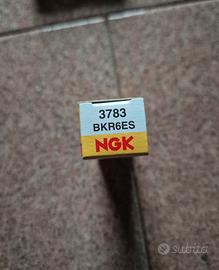 3783
BKR6ES
NGK
subito